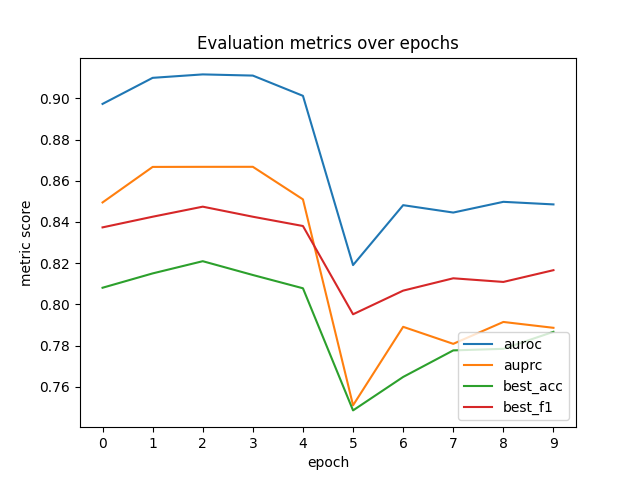 Evaluation metrics over epochs
metric score
0.90
0.88
0.86
0.84
0.82
0.80
0.78
0.76
auroc
auprc
best_acc
best_f1
0 1 2 3 4 5 6 7 8 9
epoch